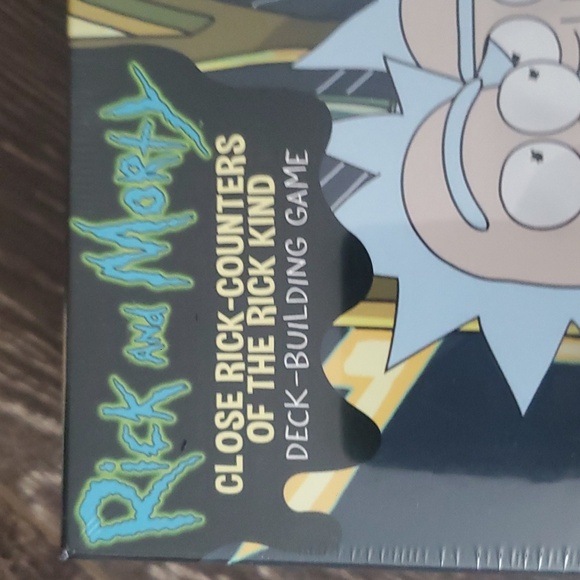 Rick and Morty
CLOSE RICK-COUNTERS
OF THE RICK KIND
DECK-BUILDING GAME